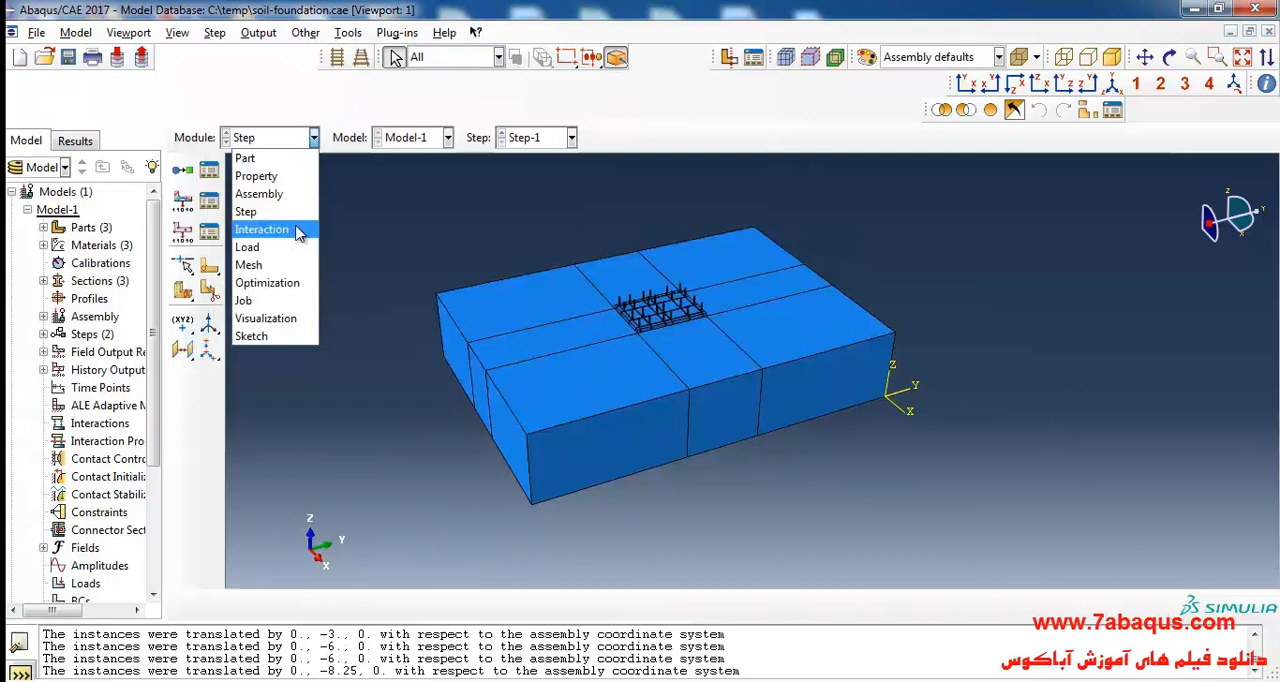 Abaqus/CAE 2017 - Model Database: C:\temp\soil-foundation.cae [Viewport: 1]
File Model Viewport View Step Output Other Tools Plug-ins Help
All
Assembly defaults
1 2 3 4
Model Results
Module: Step Model: Model-1 Step: Step-1
Model
Part
Property
Assembly
Step
Interaction
Load
Mesh
Optimization
Job
Visualization
Sketch
Models (1)
Model-1
Parts (3)
Materials (3)
Calibrations
Sections (3)
Profiles
Assembly
Steps (2)
Field Output Re
History Output
Time Points
ALE Adaptive M
Interactions
Interaction Pro
Contact Contro
Contact Initializ
Contact Stabiliz
Constraints
Connector Sect
Fields
Amplitudes
Loads
BCs
(XYZ)
Z
Y
X
Z
Y
X
Z
Y
X
SIMULIA
The instances were translated by 0., -3., 0. with respect to the assembly coordinate system
The instances were translated by 0., -6., 0. with respect to the assembly coordinate system
The instances were translated by 0., -6., 0. with respect to the assembly coordinate system
The instances were translated by 0., -8.25, 0. with respect to the assembly coordinate system
www.7abaqus.com
دانلود فیلم های آموزش آباکوس